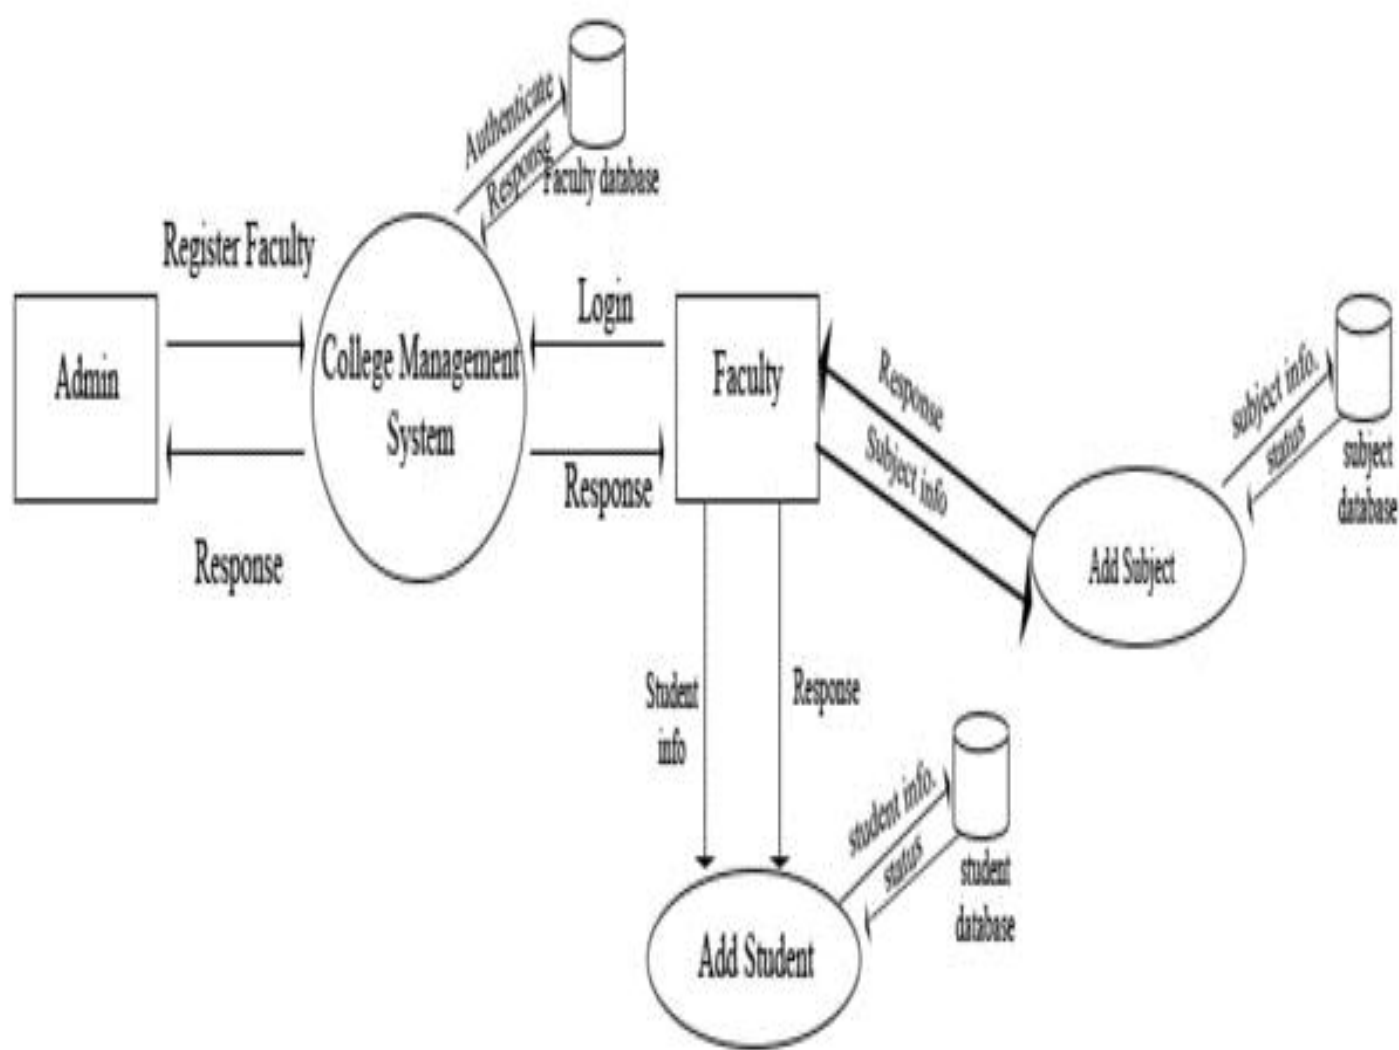 Authenticate
Response
Faculty database
Register Faculty
Login
Admin
College Management
System
Faculty
Response
Subject info
subject info.
status
subject
database
Response
Response
Add Subject
Student
info
Response
student info.
status
student
database
Add Student